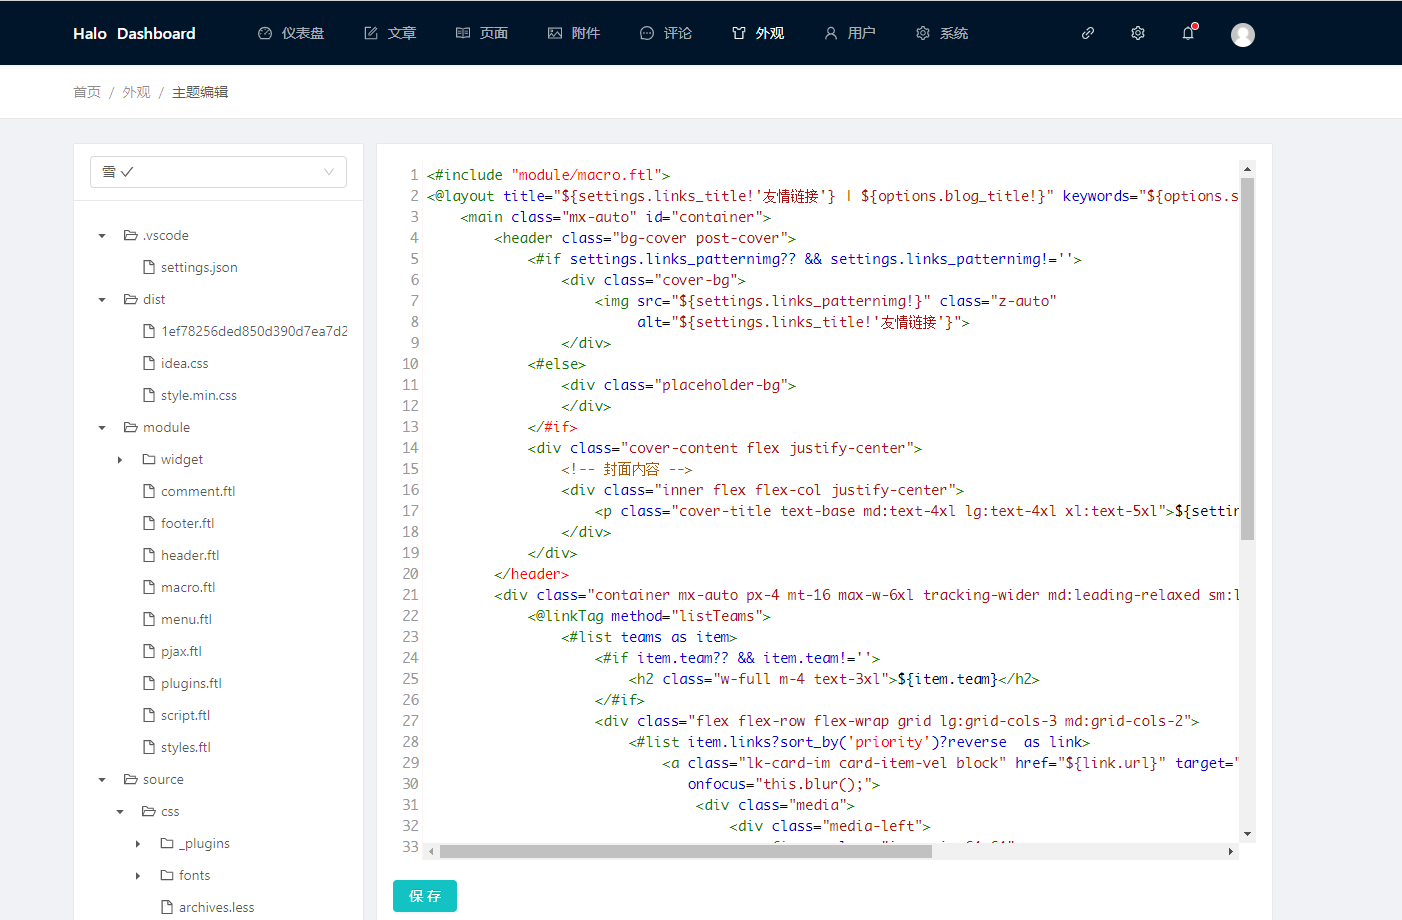 Halo Dashboard 仪表盘 文章 页面 附件 评论 外观 用户 系统
首页 / 外观 / 主题编辑
雪
.vscode
settings.json
dist
1ef78256ded850d390d7ea7d2
idea.css
style.min.css
module
widget
comment.ftl
footer.ftl
header.ftl
macro.ftl
menu.ftl
pjax.ftl
plugins.ftl
script.ftl
styles.ftl
source
css
_plugins
fonts
archives.less
1 <#include "module/macro.ftl">
2 <@layout title="${settings.links_title!'友情链接'} | ${options.blog_title!}" keywords="${options.s
3 <main class="mx-auto" id="container">
4 <header class="bg-cover post-cover">
5 <#if settings.links_patternimg?? && settings.links_patternimg!=''>
6 <div class="cover-bg">
7 <img src="${settings.links_patternimg!}" class="z-auto"
8 alt="${settings.links_title!'友情链接'}">
9 </div>
10 <#else>
11 <div class="placeholder-bg">
12 </div>
13 </#if>
14 <div class="cover-content flex justify-center">
15 <!-- 封面内容 -->
16 <div class="inner flex flex-col justify-center">
17 <p class="cover-title text-base md:text-4xl lg:text-4xl xl:text-5xl">${settin
18 </div>
19 </div>
20 </header>
21 <div class="container mx-auto px-4 mt-16 max-w-6xl tracking-wider md:leading-relaxed sm:l
22 <@linkTag method="listTeams">
23 <#list teams as item>
24 <#if item.team?? && item.team!=''>
25 <h2 class="w-full m-4 text-3xl">${item.team}</h2>
26 </#if>
27 <div class="flex flex-row flex-wrap grid lg:grid-cols-3 md:grid-cols-2">
28 <#list item.links?sort_by('priority')?reverse  as link>
29 <a class="lk-card-im card-item-vel block" href="${link.url}" target="
30 onfocus="this.blur();">
31 <div class="media">
32 <div class="media-left">
33
保存